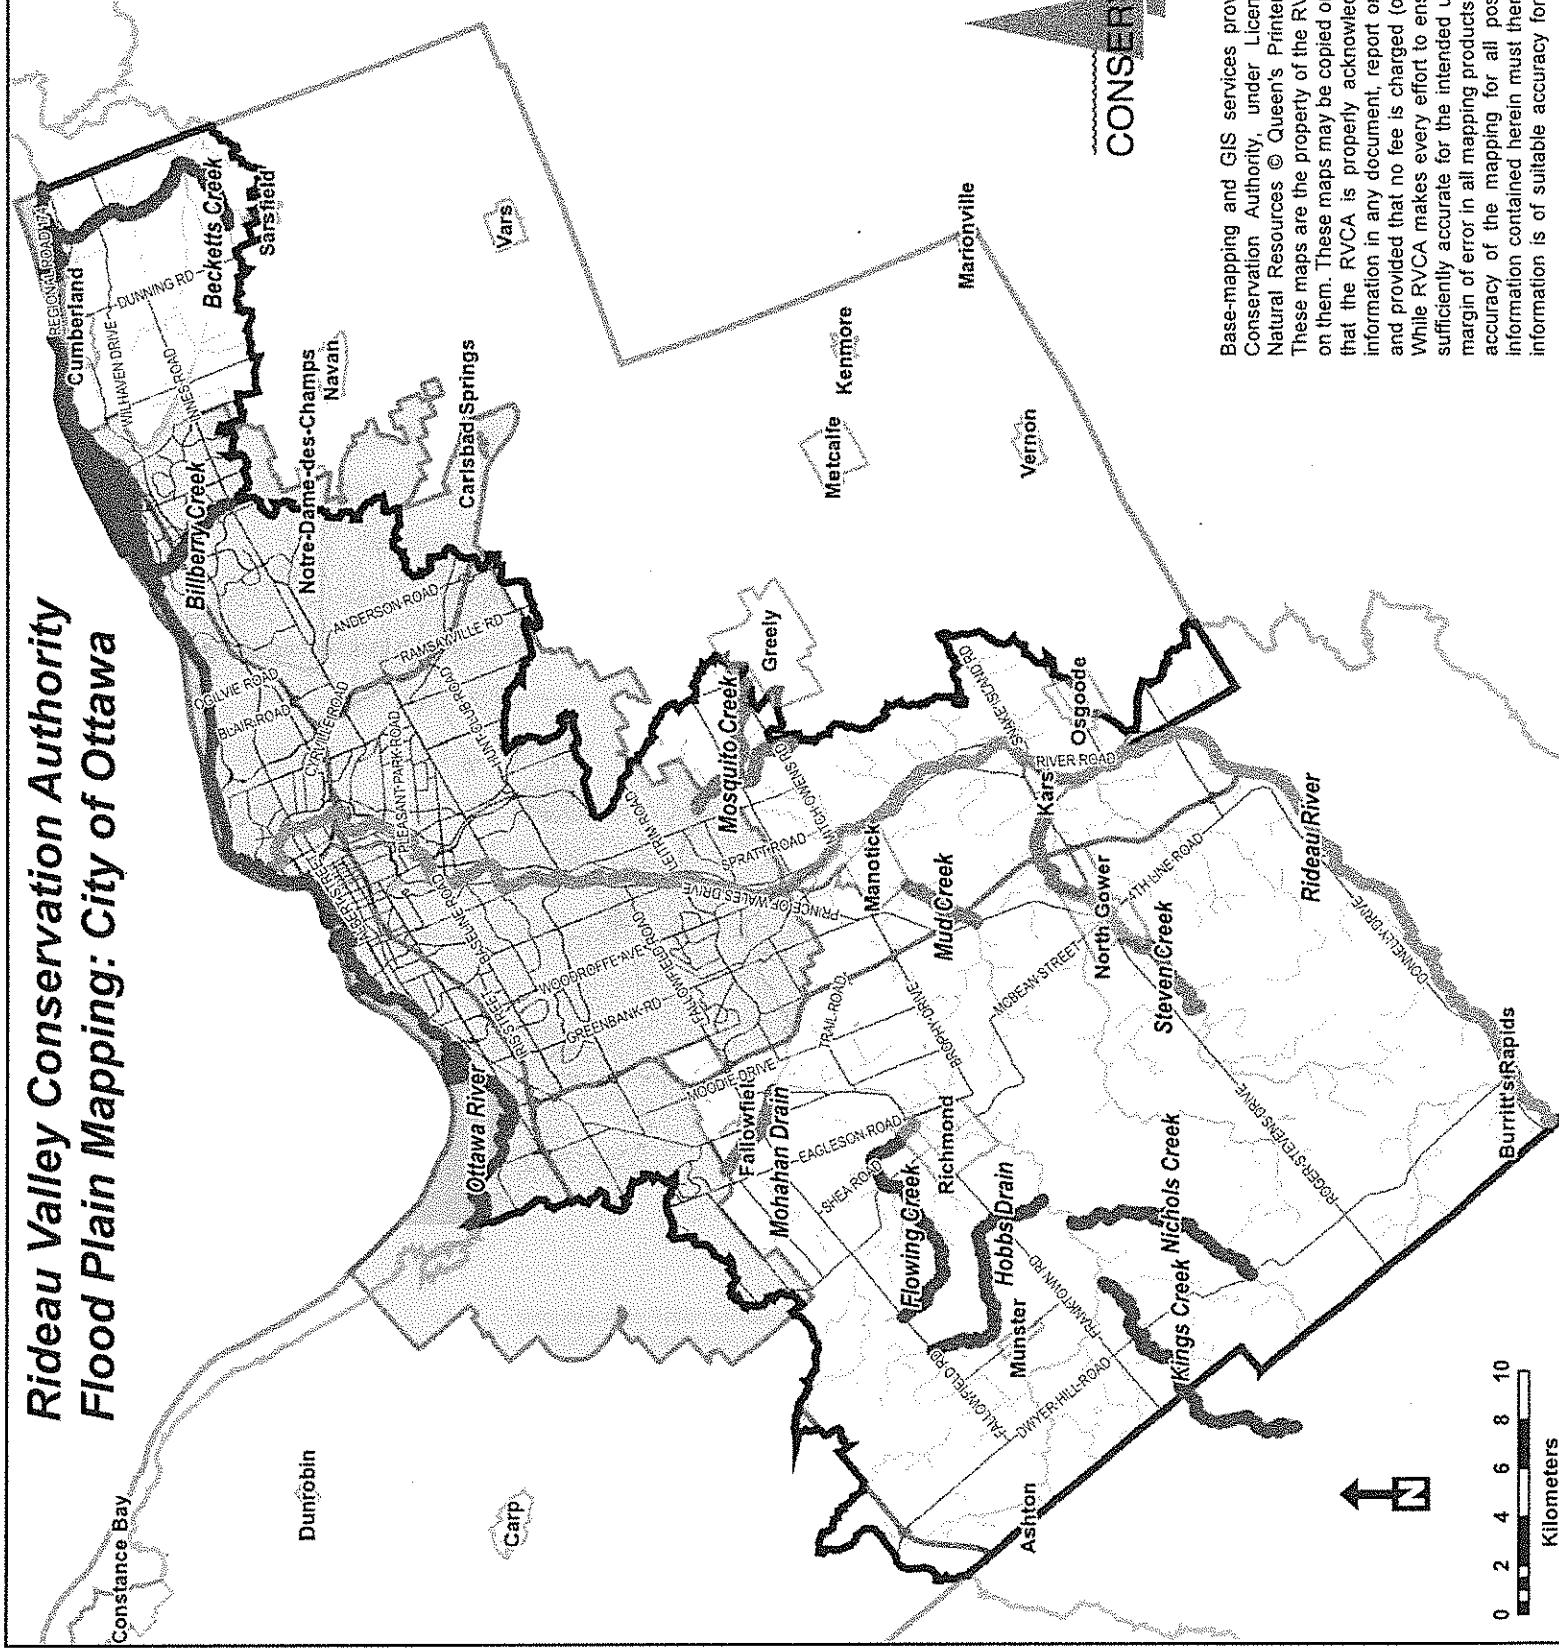 Rideau Valley Conservation Authority
Flood Plain Mapping: City of Ottawa
Constance Bay
Dunrobin
Carp
Ashton
Munster
Richmond
Fallowfield
Manotick
North Gower
Kars
Osgoode
Burritts Rapids
Greely
Metcalfe
Vernon
Kenmore
Marionville
Vars
Carlsbad Springs
Navan
Notre-Dame-des-Champs
Sarsfield
Cumberland
Ottawa River
Billberry Creek
Becketts Creek
Mosquito Creek
Mud Creek
Steven Creek
Rideau River
Mohahan Drain
Flowing Creek
Hobbs Drain
Nichols Creek
Kings Creek
WILHAVEN DRIVE
DUNNING RD
INNES ROAD
OGILVIE ROAD
BLAIR ROAD
CYRVILLE ROAD
PLEASANT PARK ROAD
ANDERSON ROAD
RAMSAYVILLE RD
HUNT CLUB ROAD
LEITRIM ROAD
SPRATT ROAD
MITCH OWENS RD
SNAKE ISLAND RD
RIVER ROAD
PRINCE OF WALES DRIVE
BASELINE ROAD
IRIS STREET
WOODROFFE AVE
GREENBANK RD
FALLOWFIELD ROAD
MOODIE DRIVE
TRAIL ROAD
BROPHY DRIVE
MCBEAN STREET
4TH LINE ROAD
DONNELLY DRIVE
ROGER STEVENS DRIVE
EAGLESON ROAD
SHEA ROAD
FRANKTOWN RD
FALLOWFIELD RD
DWYER HILL ROAD
N
0 2 4 6 8 10
Kilometers
CONSER
Base-mapping and GIS services prov
Conservation Authority, under Licen
Natural Resources © Queen's Printer
These maps are the property of the RV
on them. These maps may be copied or
that the RVCA is properly acknowled
information in any document, report or
and provided that no fee is charged (o
While RVCA makes every effort to ens
sufficiently accurate for the intended u
margin of error in all mapping products
accuracy of the mapping for all pos
information contained herein must ther
information is of suitable accuracy for